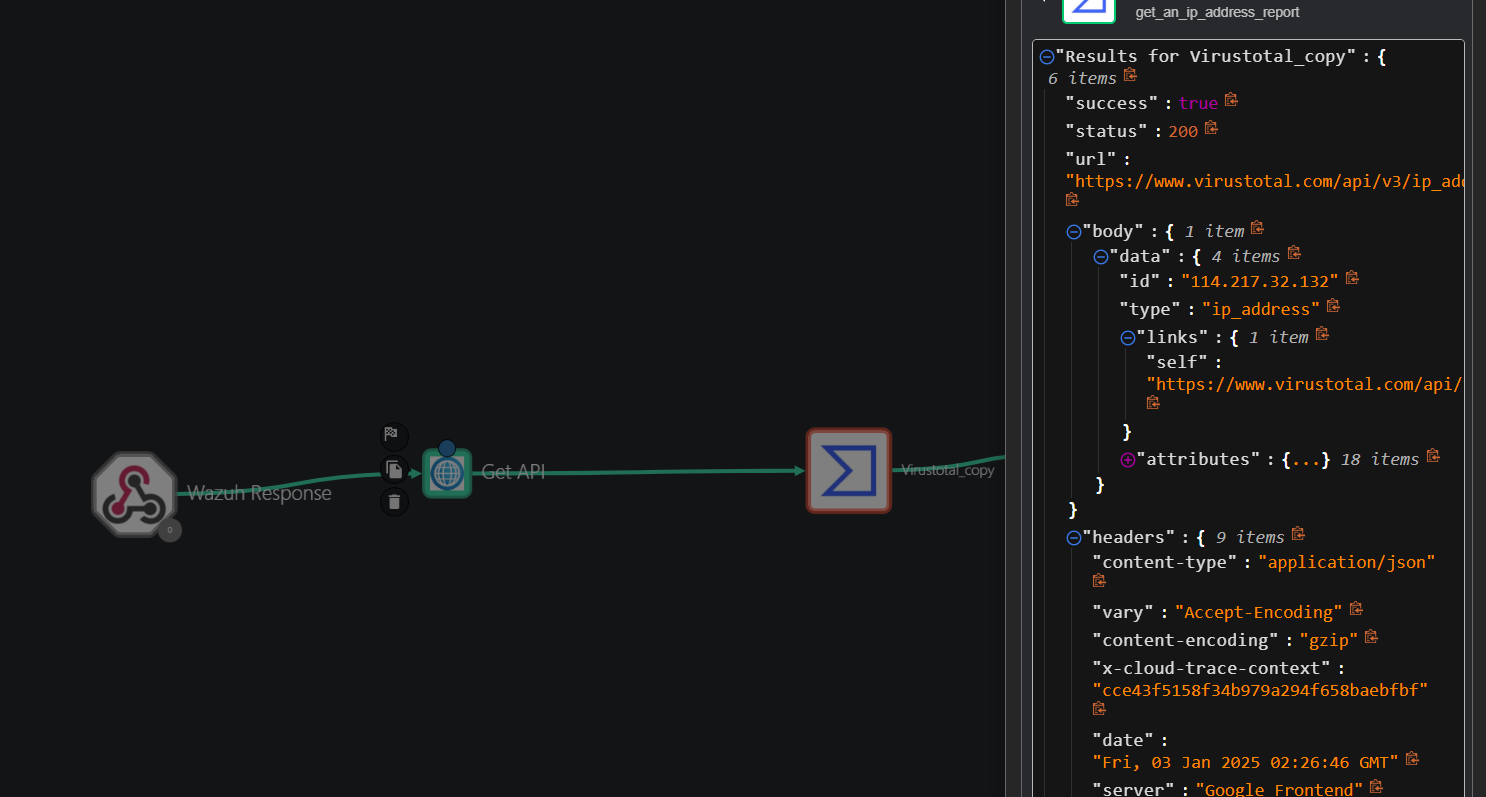 get_an_ip_address_report
"Results for Virustotal_copy" : {
6 items
"success" : true
"status" : 200
"url" :
"https://www.virustotal.com/api/v3/ip_add
"body" : { 1 item
"data" : { 4 items
"id" : "114.217.32.132"
"type" : "ip_address"
"links" : { 1 item
"self" :
"https://www.virustotal.com/api/
}
"attributes" : {...} 18 items
}
}
"headers" : { 9 items
"content-type" : "application/json"
"vary" : "Accept-Encoding"
"content-encoding" : "gzip"
"x-cloud-trace-context" :
"cce43f5158f34b979a294f658baebfbf"
"date" :
"Fri, 03 Jan 2025 02:26:46 GMT"
"server" : "Google Frontend"
Wazuh Response
0
Get API
Virustotal_copy